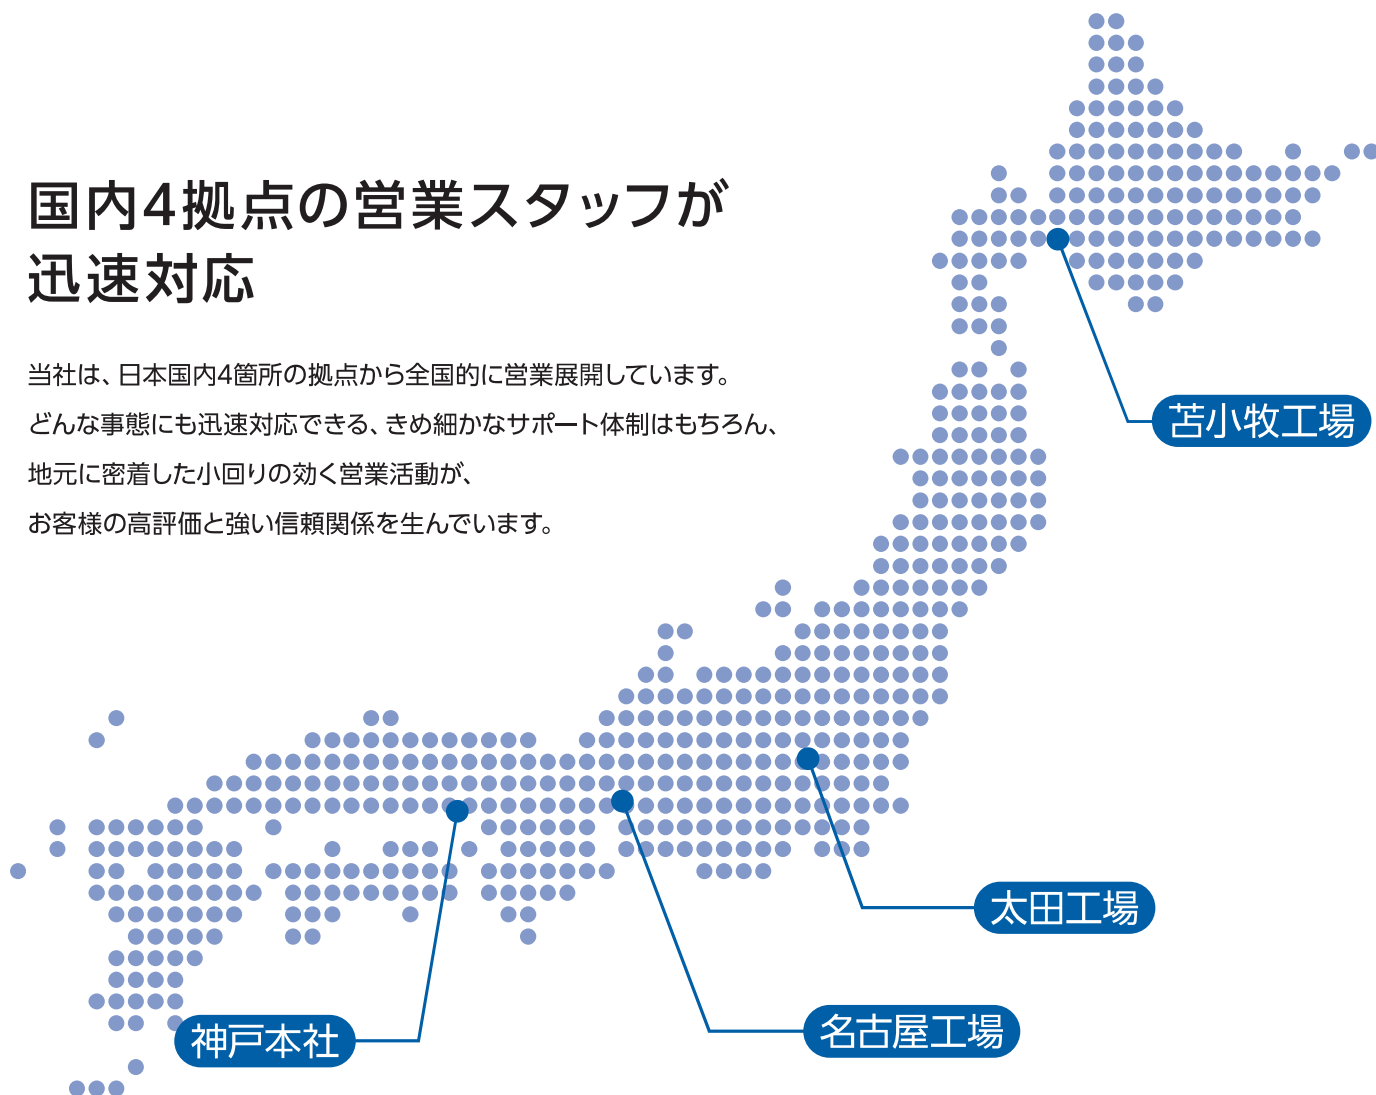 国内4拠点の営業スタッフが
迅速対応
当社は、日本国内4箇所の拠点から全国的に営業展開しています。
どんな事態にも迅速対応できる、きめ細かなサポート体制はもちろん、
地元に密着した小回りの効く営業活動が、
お客様の高評価と強い信頼関係を生んでいます。
苫小牧工場
太田工場
名古屋工場
神戸本社